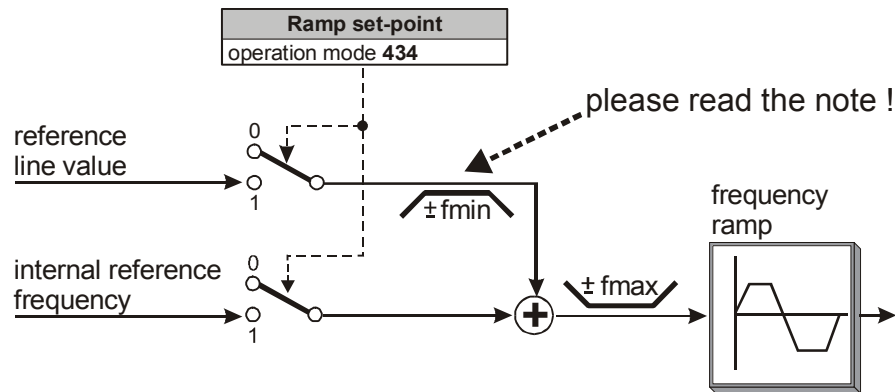 Ramp set-point
operation mode 434
please read the note !
reference
line value
0
1
± fmin
frequency
ramp
internal reference
frequency
0
1
± fmax
+